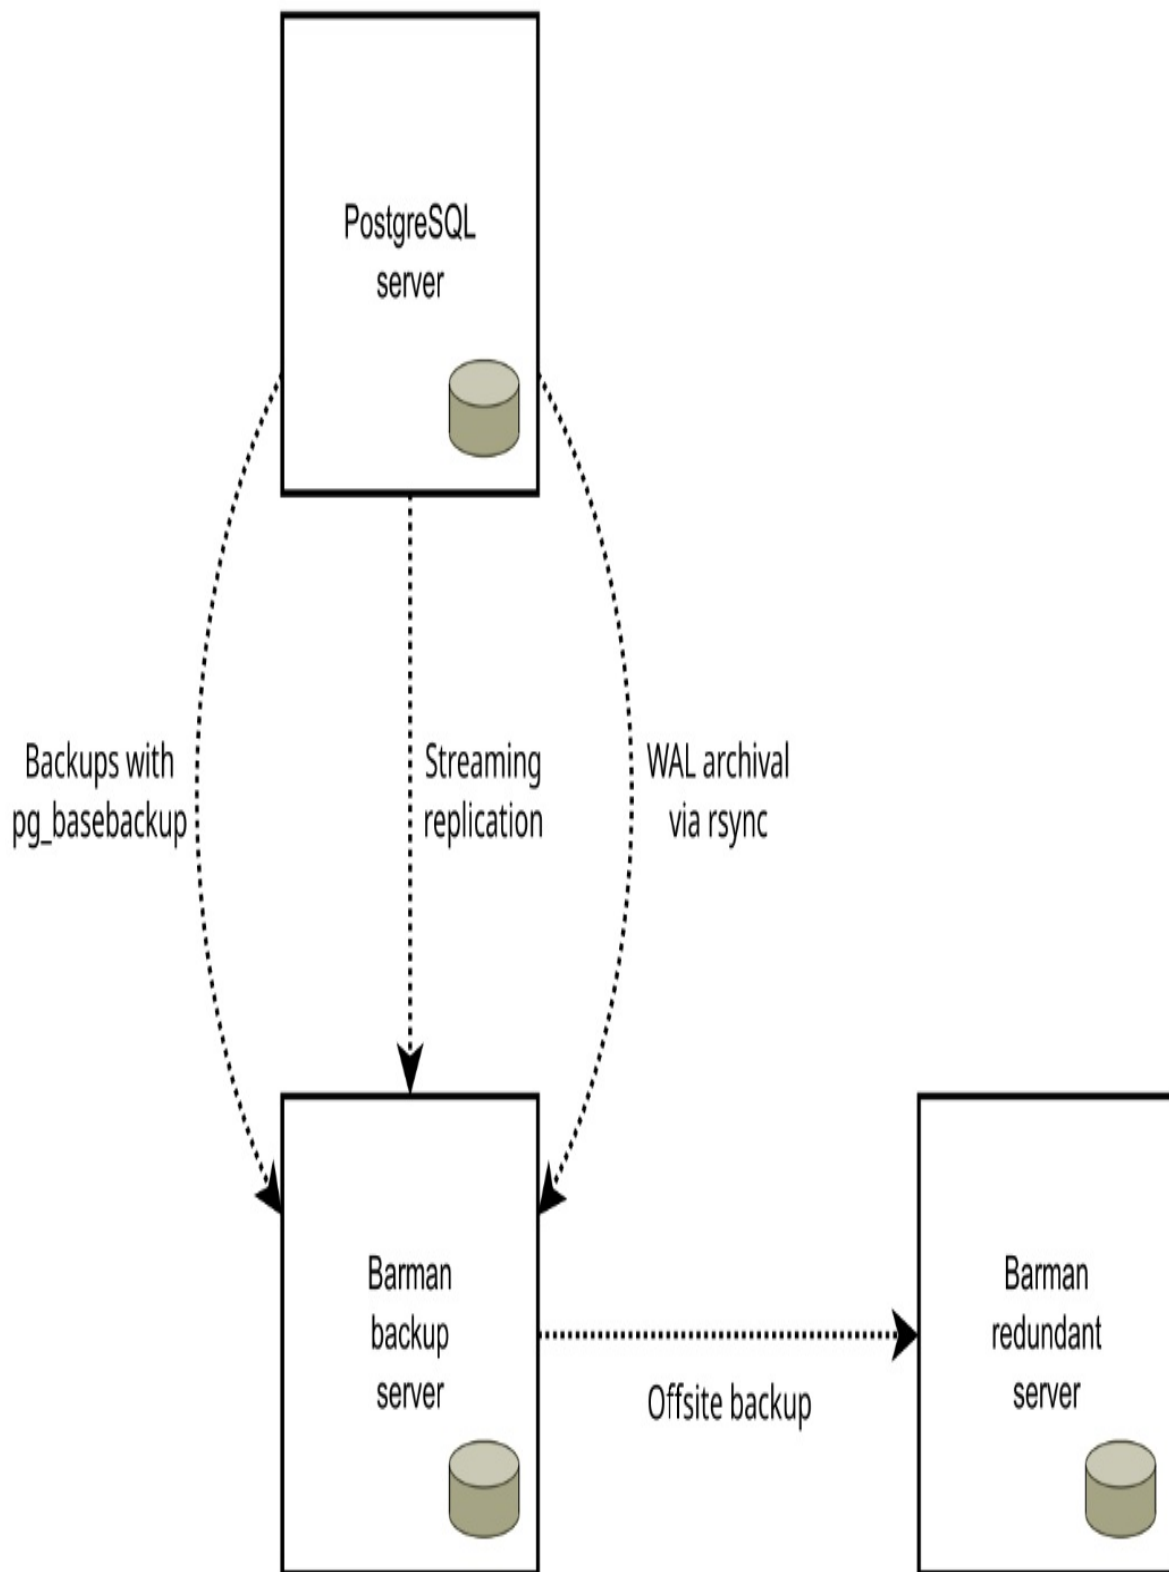 PostgreSQL
server
Backups with
pg_basebackup
Streaming
replication
WAL archival
via rsync
Barman
backup
server
Offsite backup
Barman
redundant
server